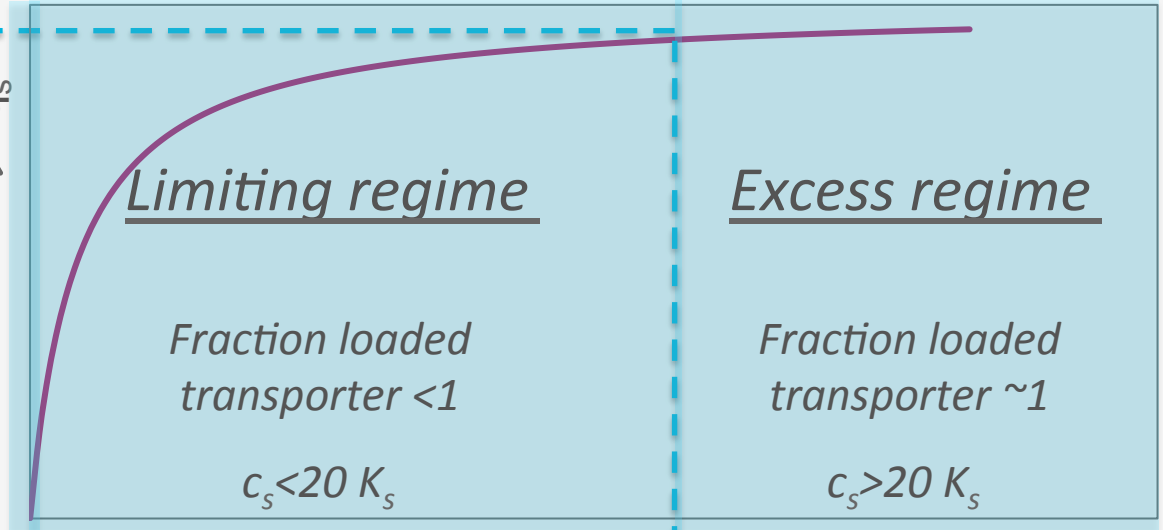 Limiting regime
Excess regime
Fraction loaded
transporter <1
Fraction loaded
transporter ~1
cₛ<20 Kₛ
cₛ>20 Kₛ